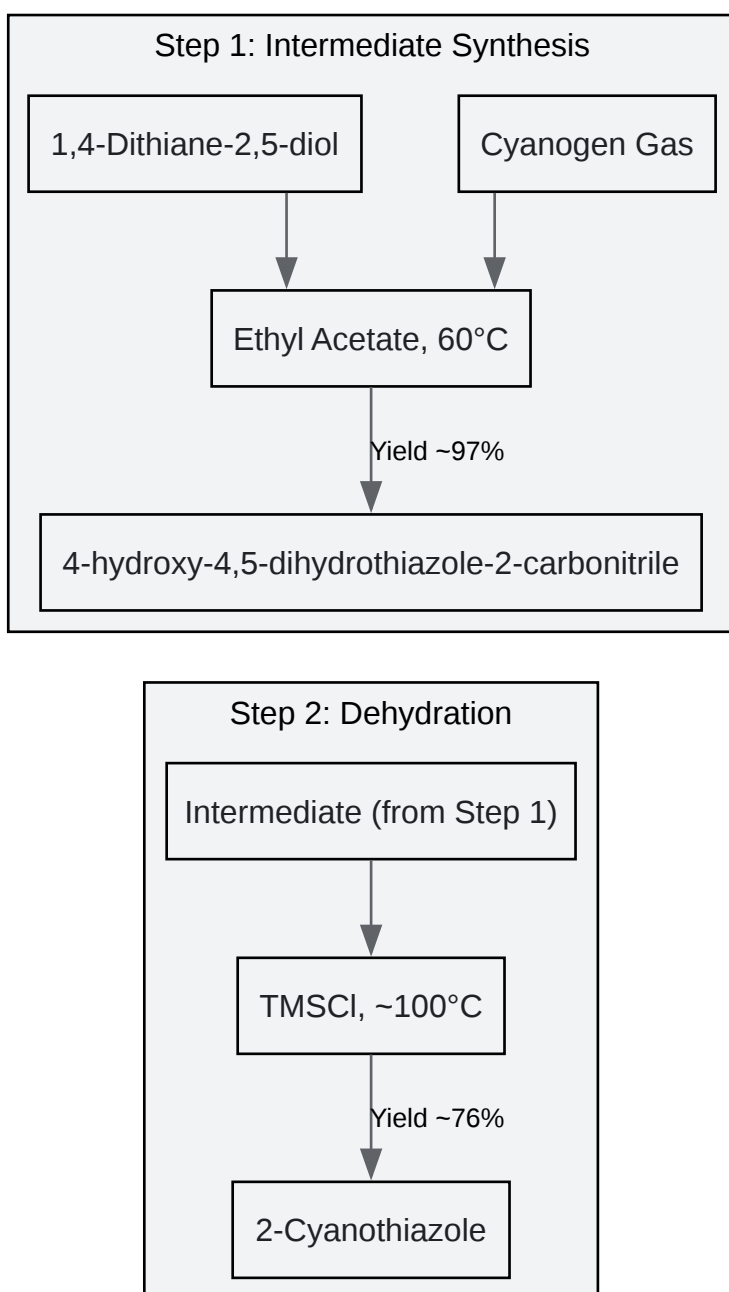 Step 1: Intermediate Synthesis
1,4-Dithiane-2,5-diol
Cyanogen Gas
Ethyl Acetate, 60°C
Yield ~97%
4-hydroxy-4,5-dihydrothiazole-2-carbonitrile
Step 2: Dehydration
Intermediate (from Step 1)
TMSCl, ~100°C
Yield ~76%
2-Cyanothiazole